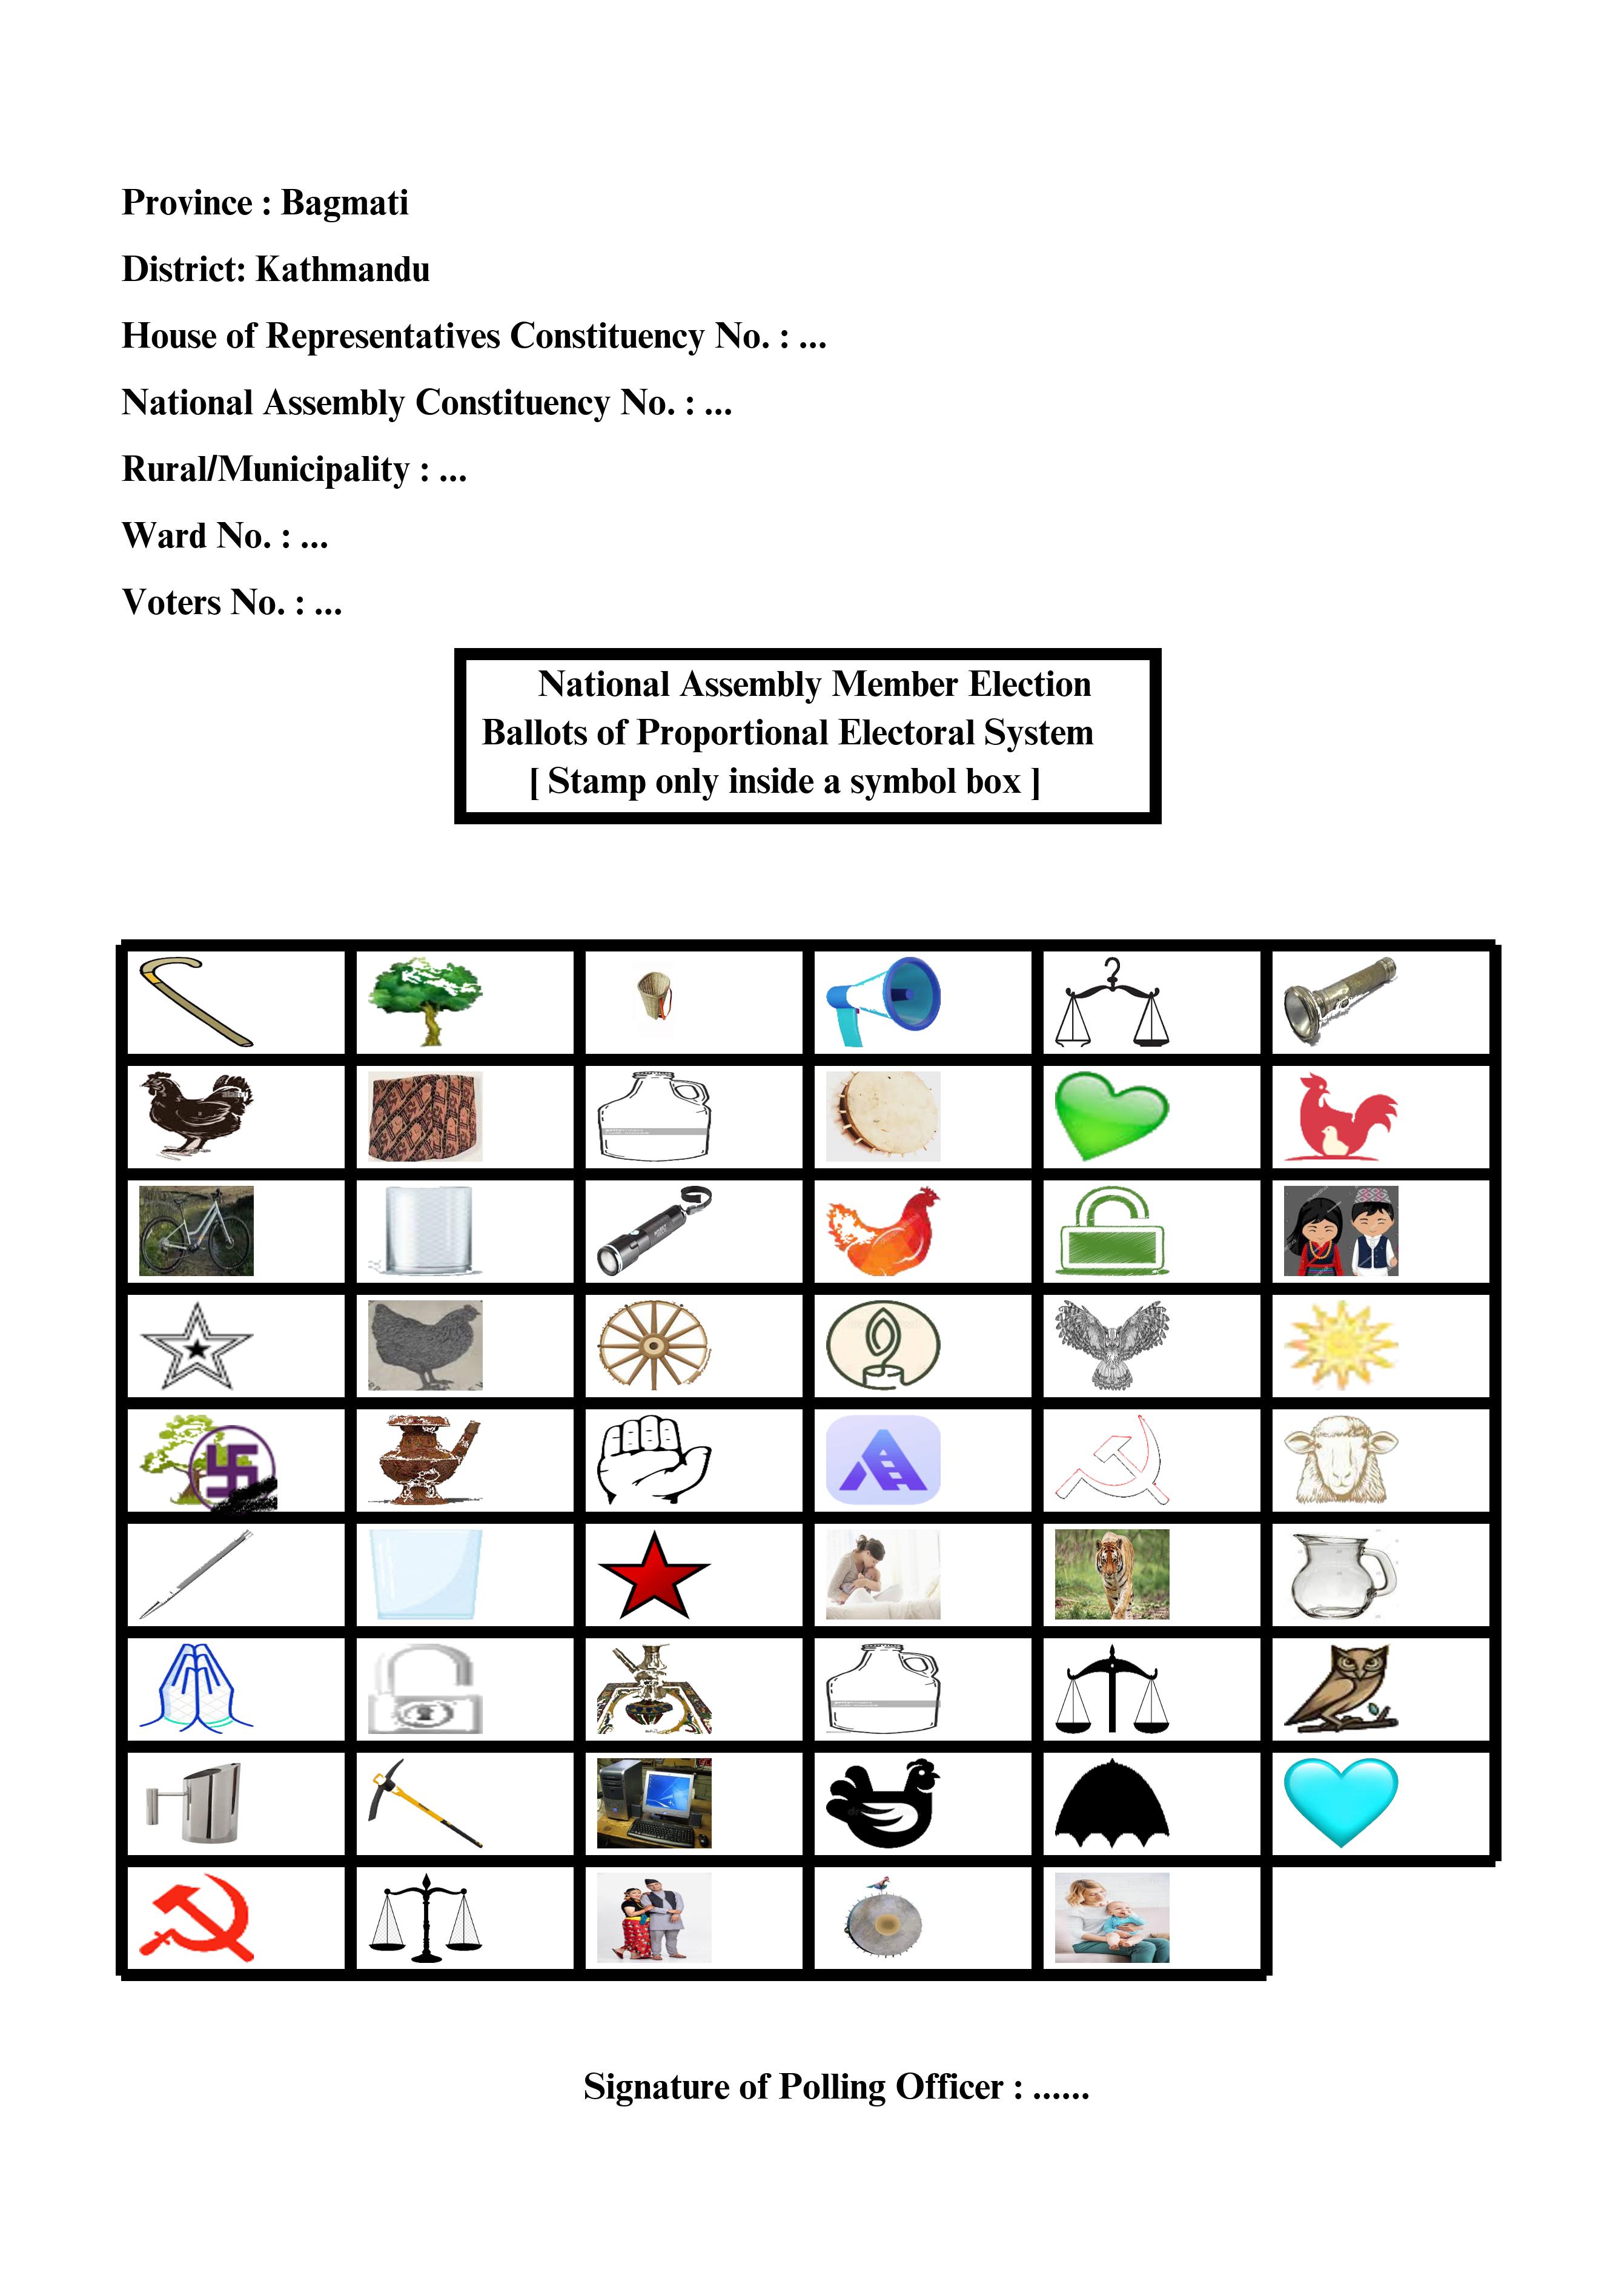 Province : Bagmati
District: Kathmandu
House of Representatives Constituency No. : ...
National Assembly Constituency No. : ...
Rural/Municipality : ...
Ward No. : ...
Voters No. : ...
National Assembly Member Election
Ballots of Proportional Electoral System
[ Stamp only inside a symbol box ]
Signature of Polling Officer : ......